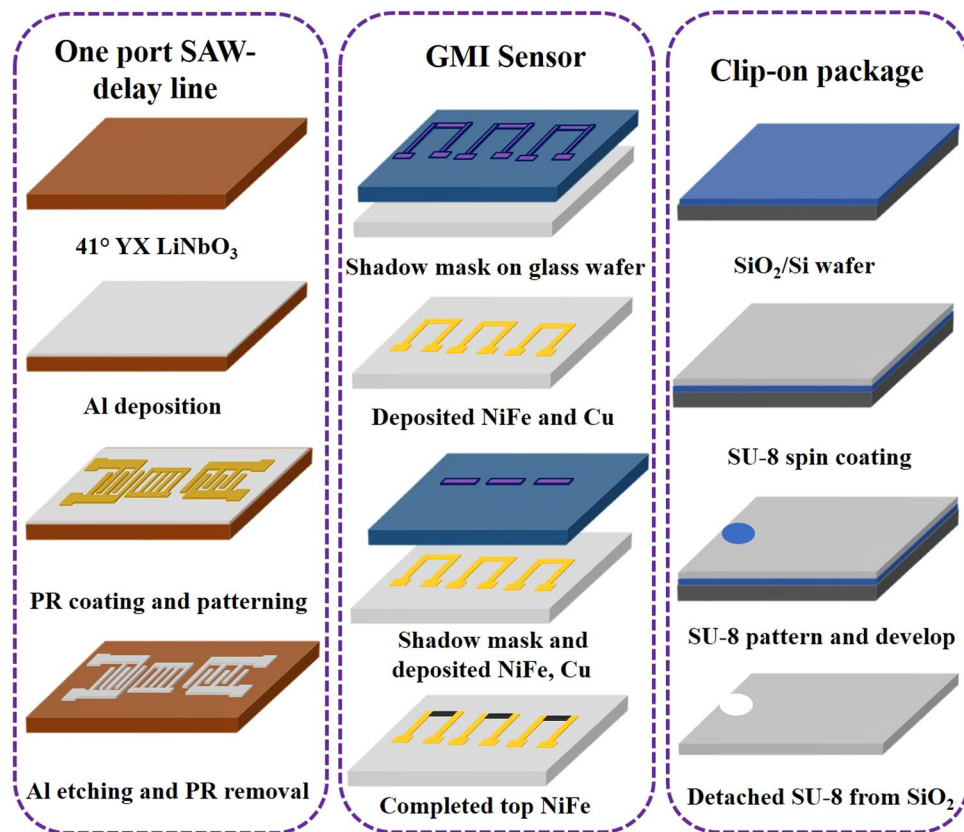 One port SAW-
delay line
41° YX LiNbO₃
Al deposition
PR coating and patterning
Al etching and PR removal
GMI Sensor
Shadow mask on glass wafer
Deposited NiFe and Cu
Shadow mask and
deposited NiFe, Cu
Completed top NiFe
Clip-on package
SiO₂/Si wafer
SU-8 spin coating
SU-8 pattern and develop
Detached SU-8 from SiO₂